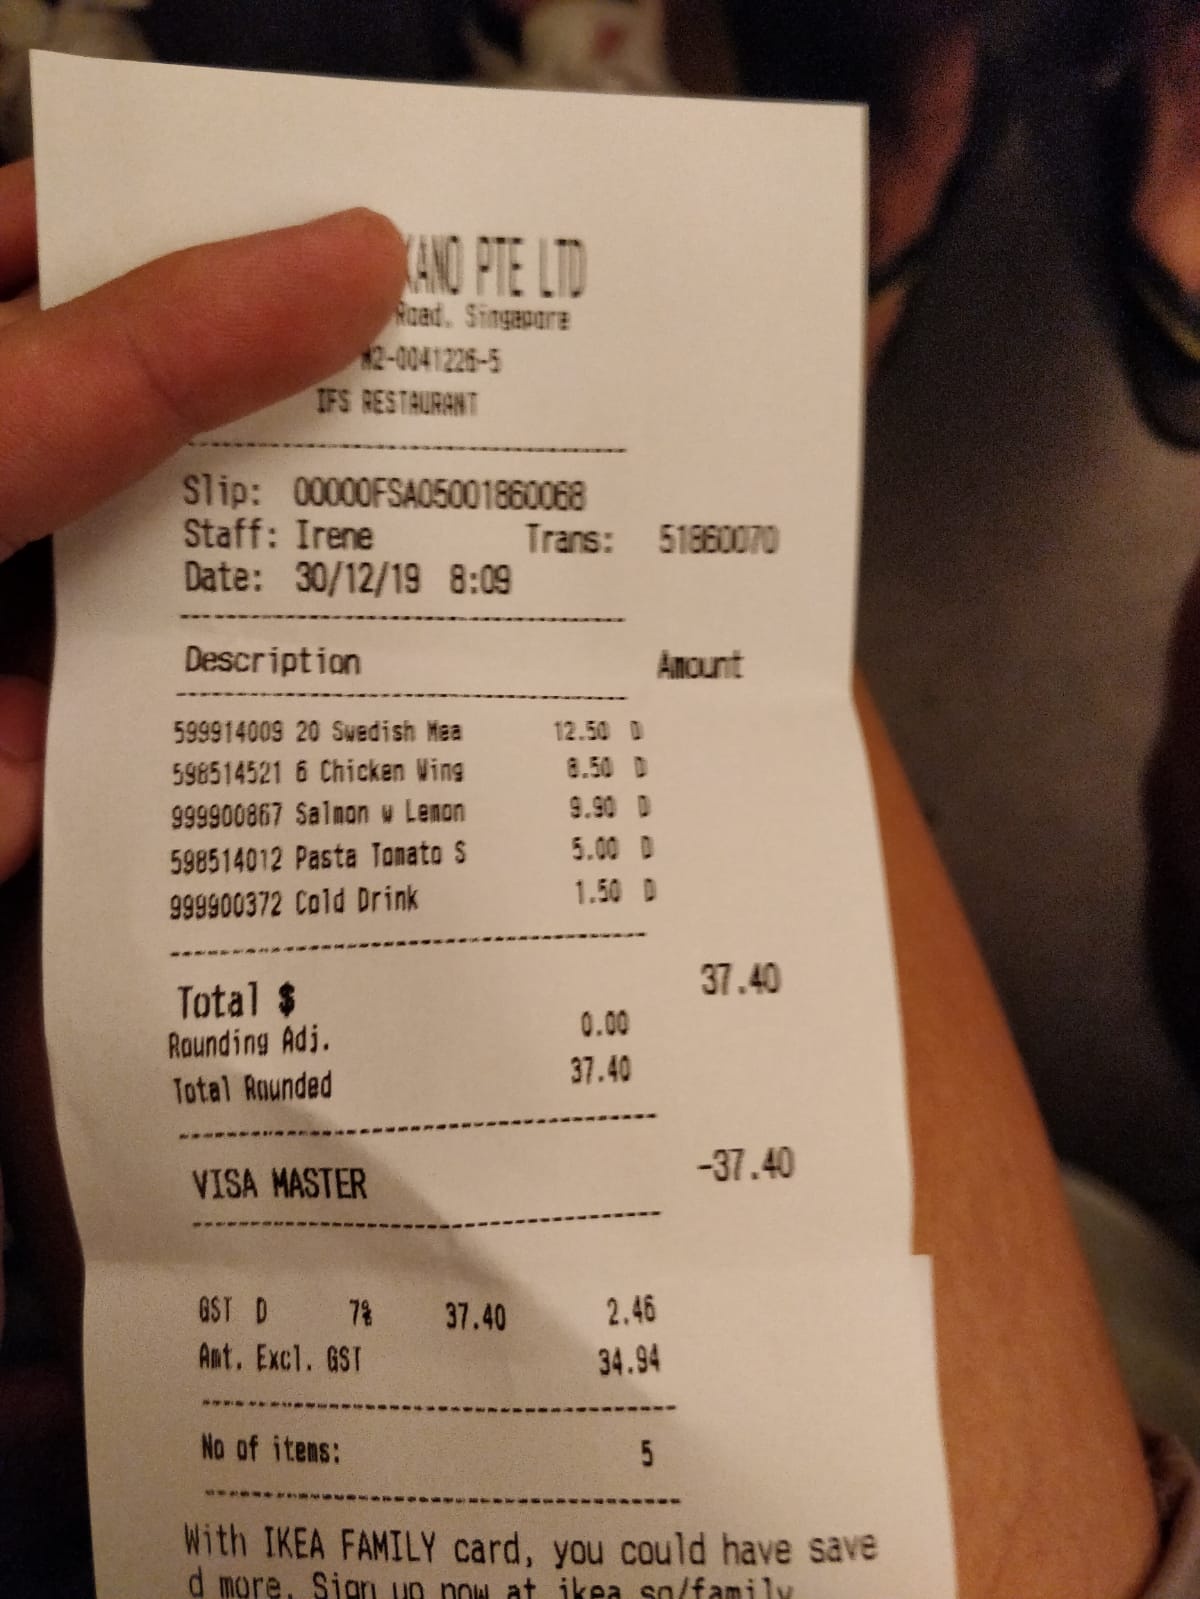 KANO PTE LTD
Road. Singapore
M2-0041226-5
IFS RESTAURANT
Slip: 00000FSA05001860068
Staff: Irene Trans: 51860070
Date: 30/12/19 8:09
Description Amount
599914009 20 Swedish Mea 12.50 D
598514521 6 Chicken Wing 8.50 D
999900867 Salmon w Lemon 9.90 D
598514012 Pasta Tomato S 5.00 D
999900372 Cold Drink 1.50 D
Total $ 37.40
Rounding Adj. 0.00
Total Rounded 37.40
VISA MASTER -37.40
GST D 7% 37.40 2.46
Amt. Excl. GST 34.94
No of items: 5
With IKEA FAMILY card, you could have save
d more. Sign up now at ikea.sg/family